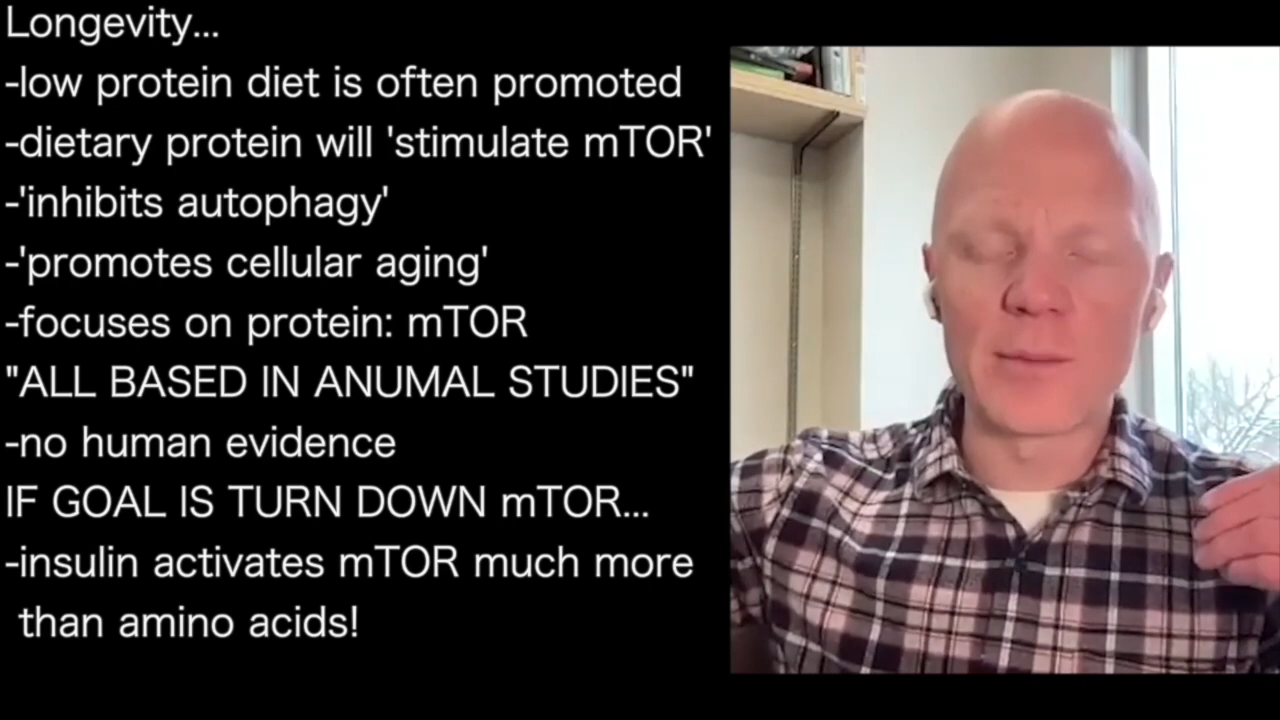 Longevity...
-low protein diet is often promoted
-dietary protein will 'stimulate mTOR'
-'inhibits autophagy'
-'promotes cellular aging'
-focuses on protein: mTOR
"ALL BASED IN ANUMAL STUDIES"
-no human evidence
IF GOAL IS TURN DOWN mTOR...
-insulin activates mTOR much more
than amino acids!